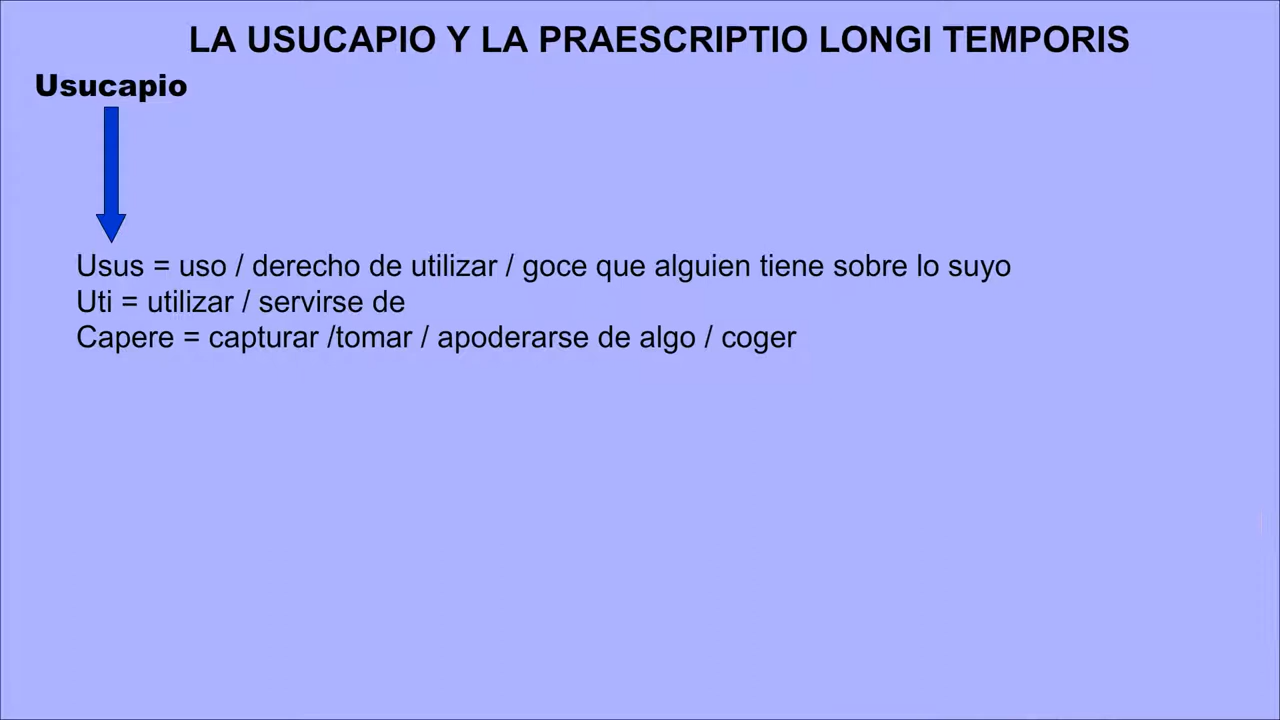 LA USUCAPIO Y LA PRAESCRIPTIO LONGI TEMPORIS
Usucapio
Usus = uso / derecho de utilizar / goce que alguien tiene sobre lo suyo
Uti = utilizar / servirse de
Capere = capturar /tomar / apoderarse de algo / coger